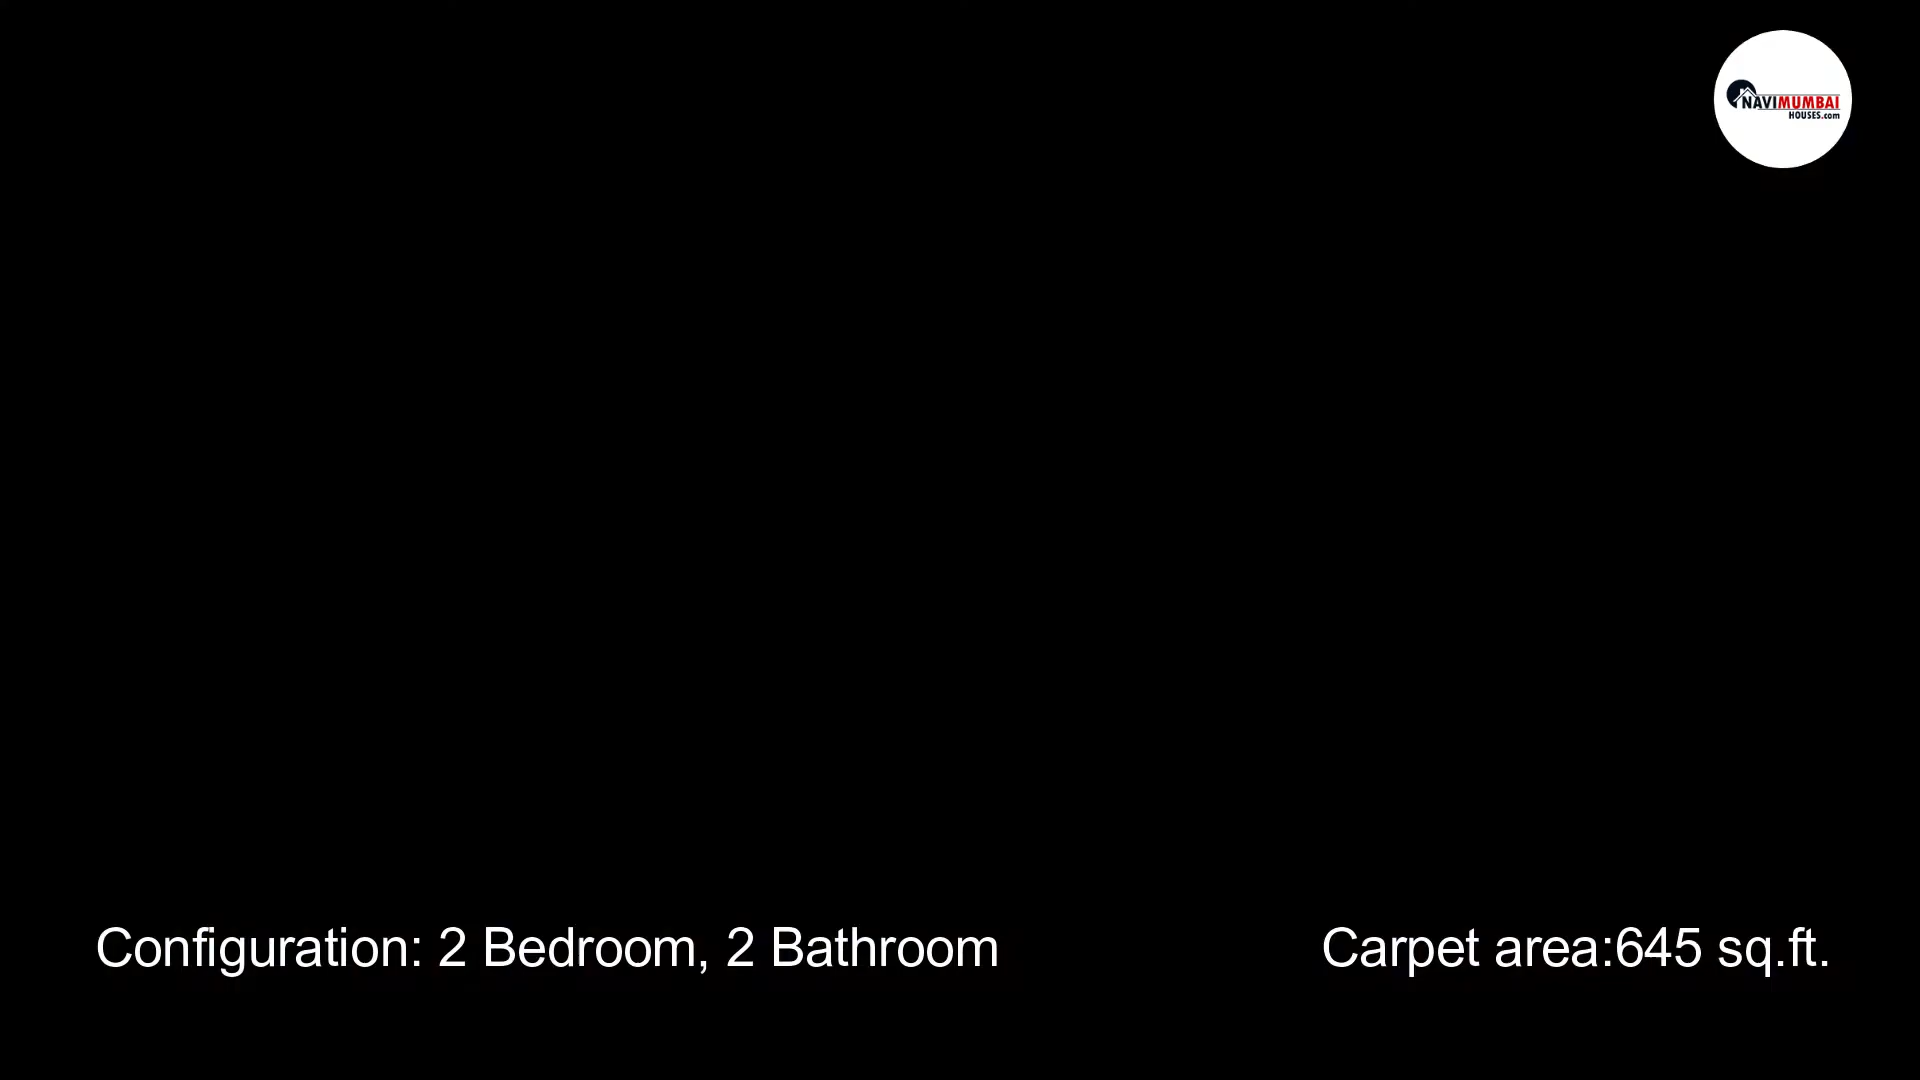 NAVIMUMBAI
HOUSES.com
Configuration: 2 Bedroom, 2 Bathroom
Carpet area:645 sq.ft.